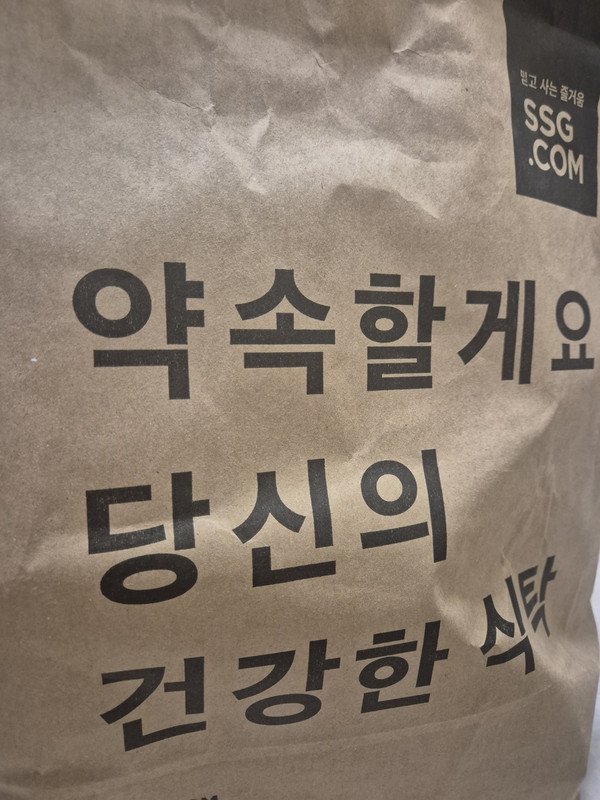 믿고 사는 즐거움
SSG
.COM
약속할게요
당신의
건강한 식탁